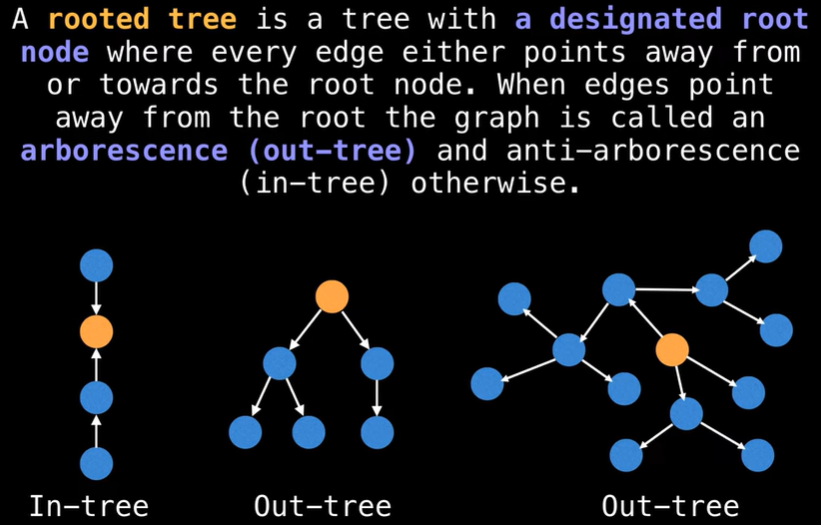 A rooted tree is a tree with a designated root
node where every edge either points away from
or towards the root node. When edges point
away from the root the graph is called an
arborescence (out-tree) and anti-arborescence
(in-tree) otherwise.
In-tree
Out-tree
Out-tree